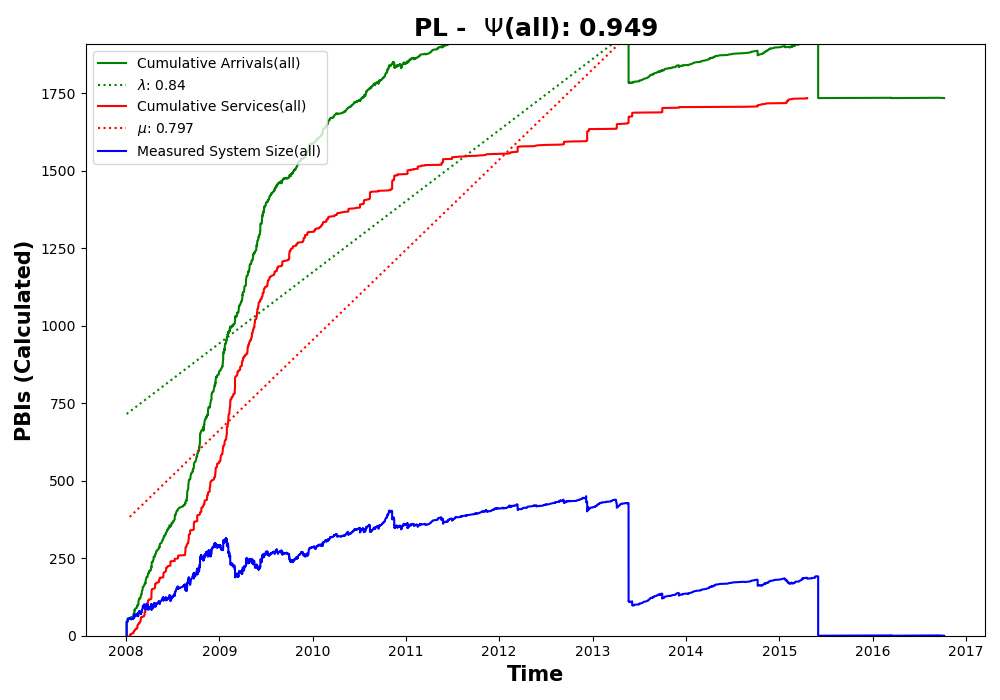 PL -  Ψ(all): 0.949
Cumulative Arrivals(all)
λ: 0.84
Cumulative Services(all)
μ: 0.797
Measured System Size(all)
PBIs (Calculated)
1750
1500
1250
1000
750
500
250
0
2008 2009 2010 2011 2012 2013 2014 2015 2016 2017
Time